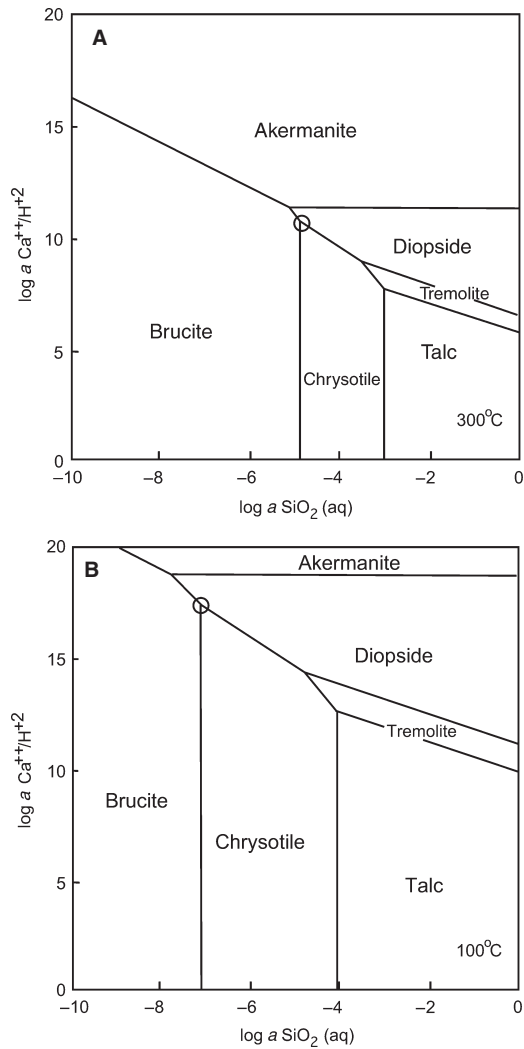 20
A
Akermanite
15
log a Ca++/H+2
10
Diopside
Tremolite
Brucite
5
Talc
Chrysotile
300°C
0
–10
–8
–6
–4
–2
0
log a SiO2 (aq)
20
B
Akermanite
15
Diopside
log a Ca++/H+2
Tremolite
10
Brucite
Chrysotile
5
Talc
100°C
0
–10
–8
–6
–4
–2
0
log a SiO2 (aq)